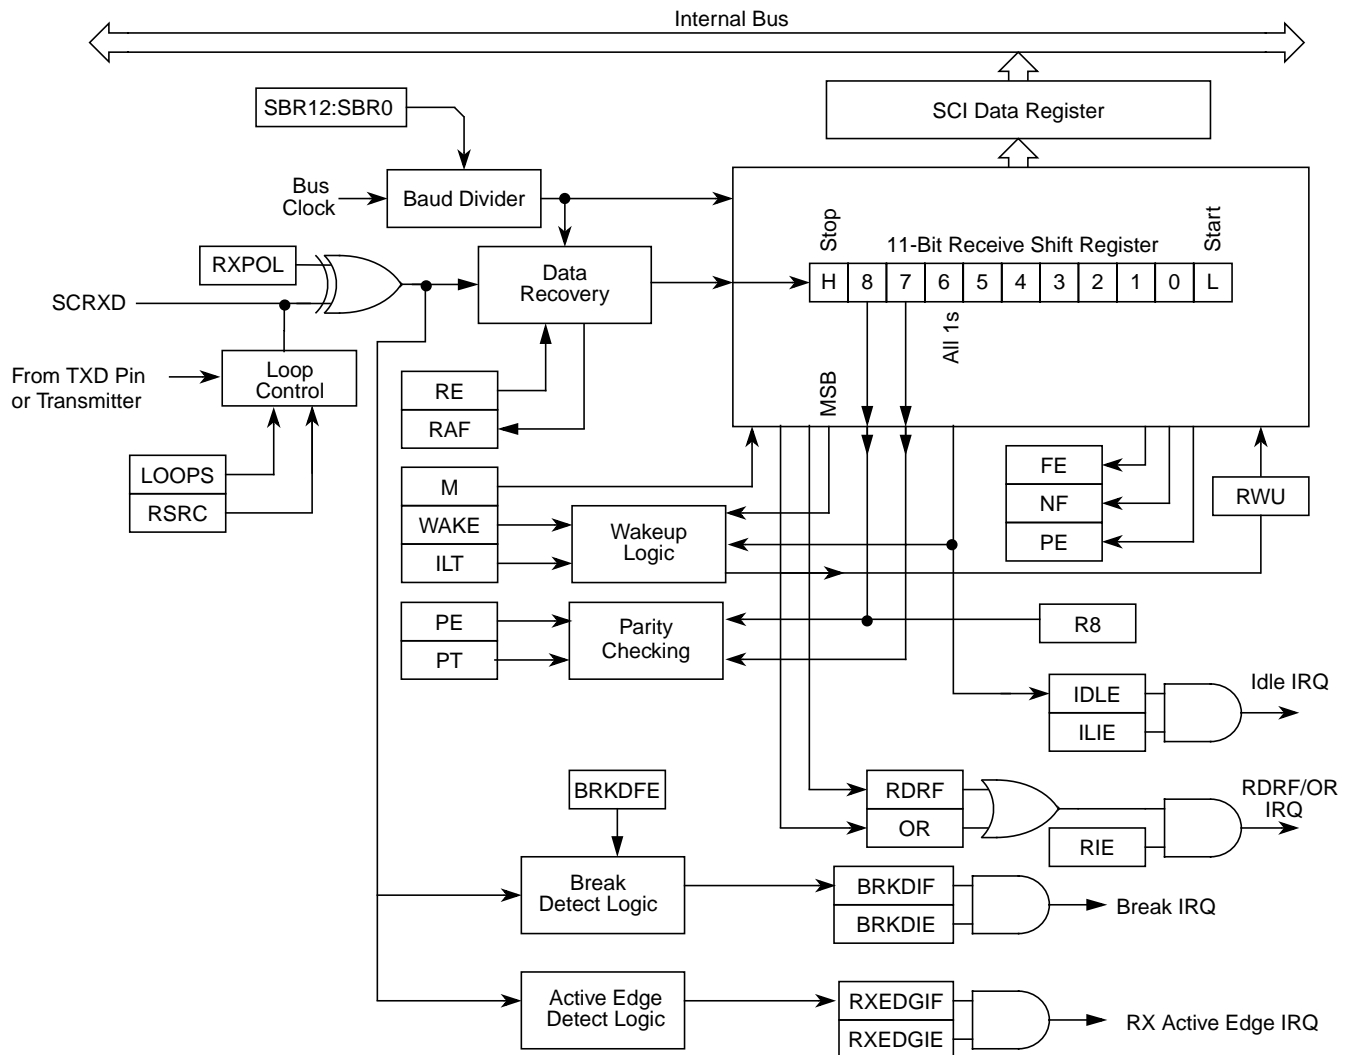 Internal Bus
SBR12:SBR0
SCI Data Register
Bus
Clock
Baud Divider
Stop
11-Bit Receive Shift Register
Start
RXPOL
Data
Recovery
H 8 7 6 5 4 3 2 1 0 L
SCRXD
All 1s
From TXD Pin
or Transmitter
Loop
Control
MSB
RE
RAF
LOOPS
RSRC
M
WAKE
ILT
Wakeup
Logic
FE
NF
PE
RWU
PE
PT
Parity
Checking
R8
IDLE
ILIE
Idle IRQ
BRKDFE
RDRF
OR
RIE
RDRF/OR
IRQ
Break
Detect Logic
BRKDIF
BRKDIE
Break IRQ
Active Edge
Detect Logic
RXEDGIF
RXEDGIE
RX Active Edge IRQ